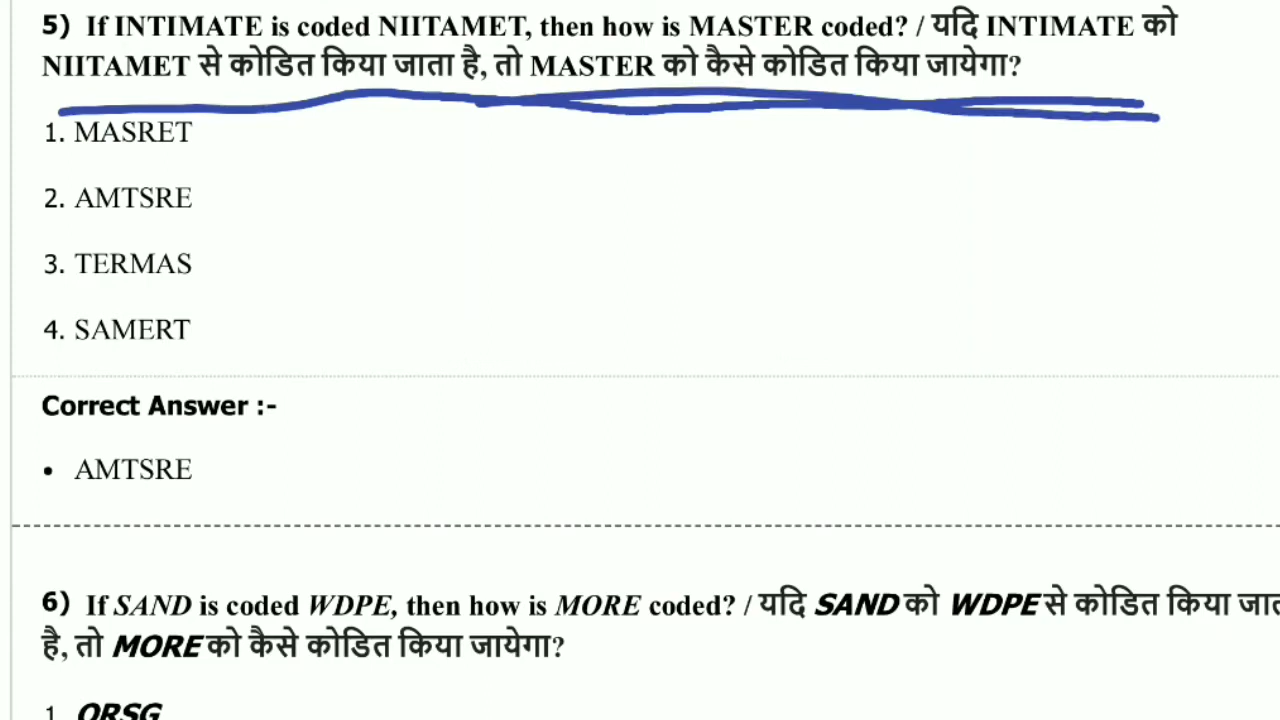 5) If INTIMATE is coded NIITAMET, then how is MASTER coded? / यदि INTIMATE को
NIITAMET से कोडित किया जाता है, तो MASTER को कैसे कोडित किया जायेगा?
1. MASRET
2. AMTSRE
3. TERMAS
4. SAMERT
Correct Answer :-
• AMTSRE
6) If SAND is coded WDPE, then how is MORE coded? / यदि SAND को WDPE से कोडित किया
है, तो MORE को कैसे कोडित किया जायेगा?
1. QRSG